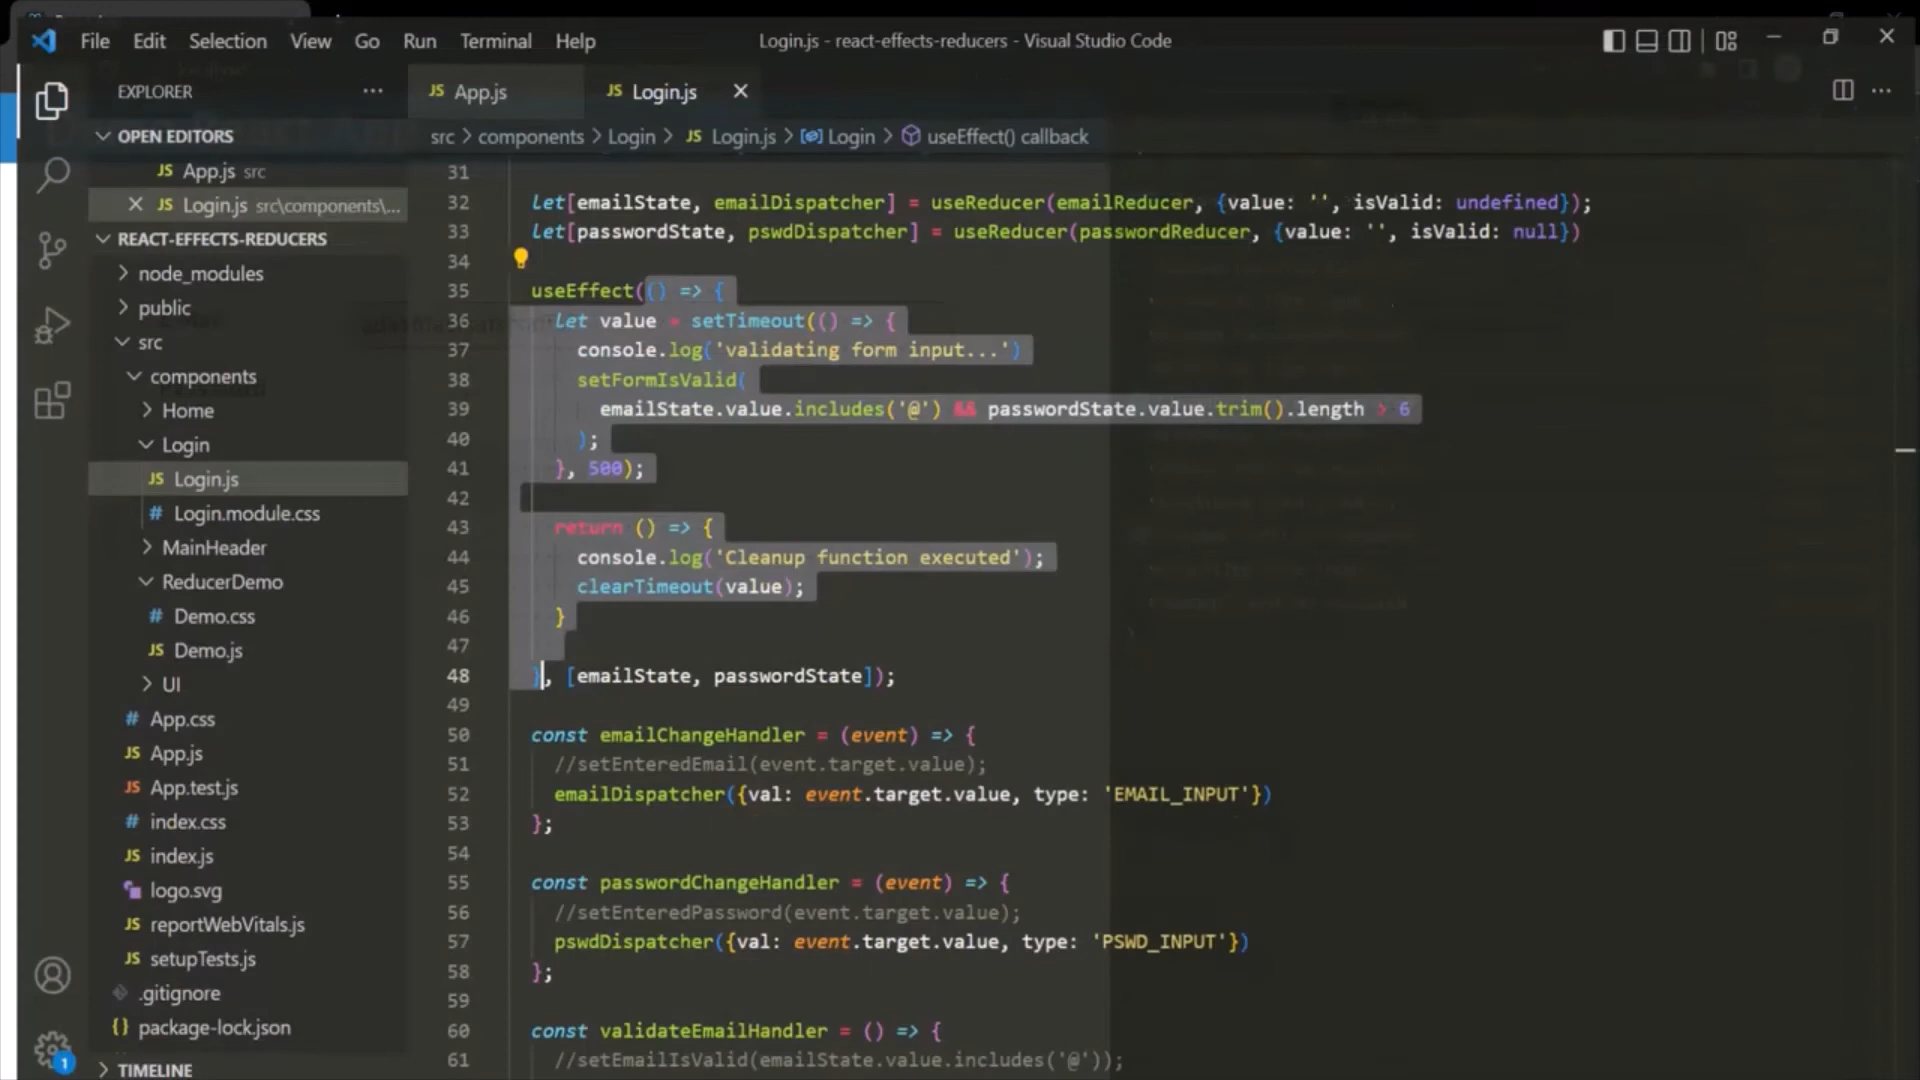 File Edit Selection View Go Run Terminal Help
Login.js - react-effects-reducers - Visual Studio Code
EXPLORER
JS App.js
JS Login.js
OPEN EDITORS
src > components > Login > JS Login.js > Login > useEffect() callback
JS App.js src
JS Login.js src\components\...
REACT-EFFECTS-REDUCERS
node_modules
public
src
components
Home
Login
JS Login.js
# Login.module.css
MainHeader
ReducerDemo
# Demo.css
JS Demo.js
UI
# App.css
JS App.js
JS App.test.js
# index.css
JS index.js
logo.svg
JS reportWebVitals.js
JS setupTests.js
.gitignore
{} package-lock.json
TIMELINE
1
31
32 let[emailState, emailDispatcher] = useReducer(emailReducer, {value: '', isValid: undefined});
33 let[passwordState, pswdDispatcher] = useReducer(passwordReducer, {value: '', isValid: null})
34
35 useEffect(() => {
36 let value = setTimeout(() => {
37 console.log('validating form input...')
38 setFormIsValid(
39 emailState.value.includes('@') && passwordState.value.trim().length > 6
40 );
41 }, 500);
42
43 return () => {
44 console.log('Cleanup function executed');
45 clearTimeout(value);
46 }
47
48 }, [emailState, passwordState]);
49
50 const emailChangeHandler = (event) => {
51 //setEnteredEmail(event.target.value);
52 emailDispatcher({val: event.target.value, type: 'EMAIL_INPUT'})
53 };
54
55 const passwordChangeHandler = (event) => {
56 //setEnteredPassword(event.target.value);
57 pswdDispatcher({val: event.target.value, type: 'PSWD_INPUT'})
58 };
59
60 const validateEmailHandler = () => {
61 //setEmailIsValid(emailState.value.includes('@'));